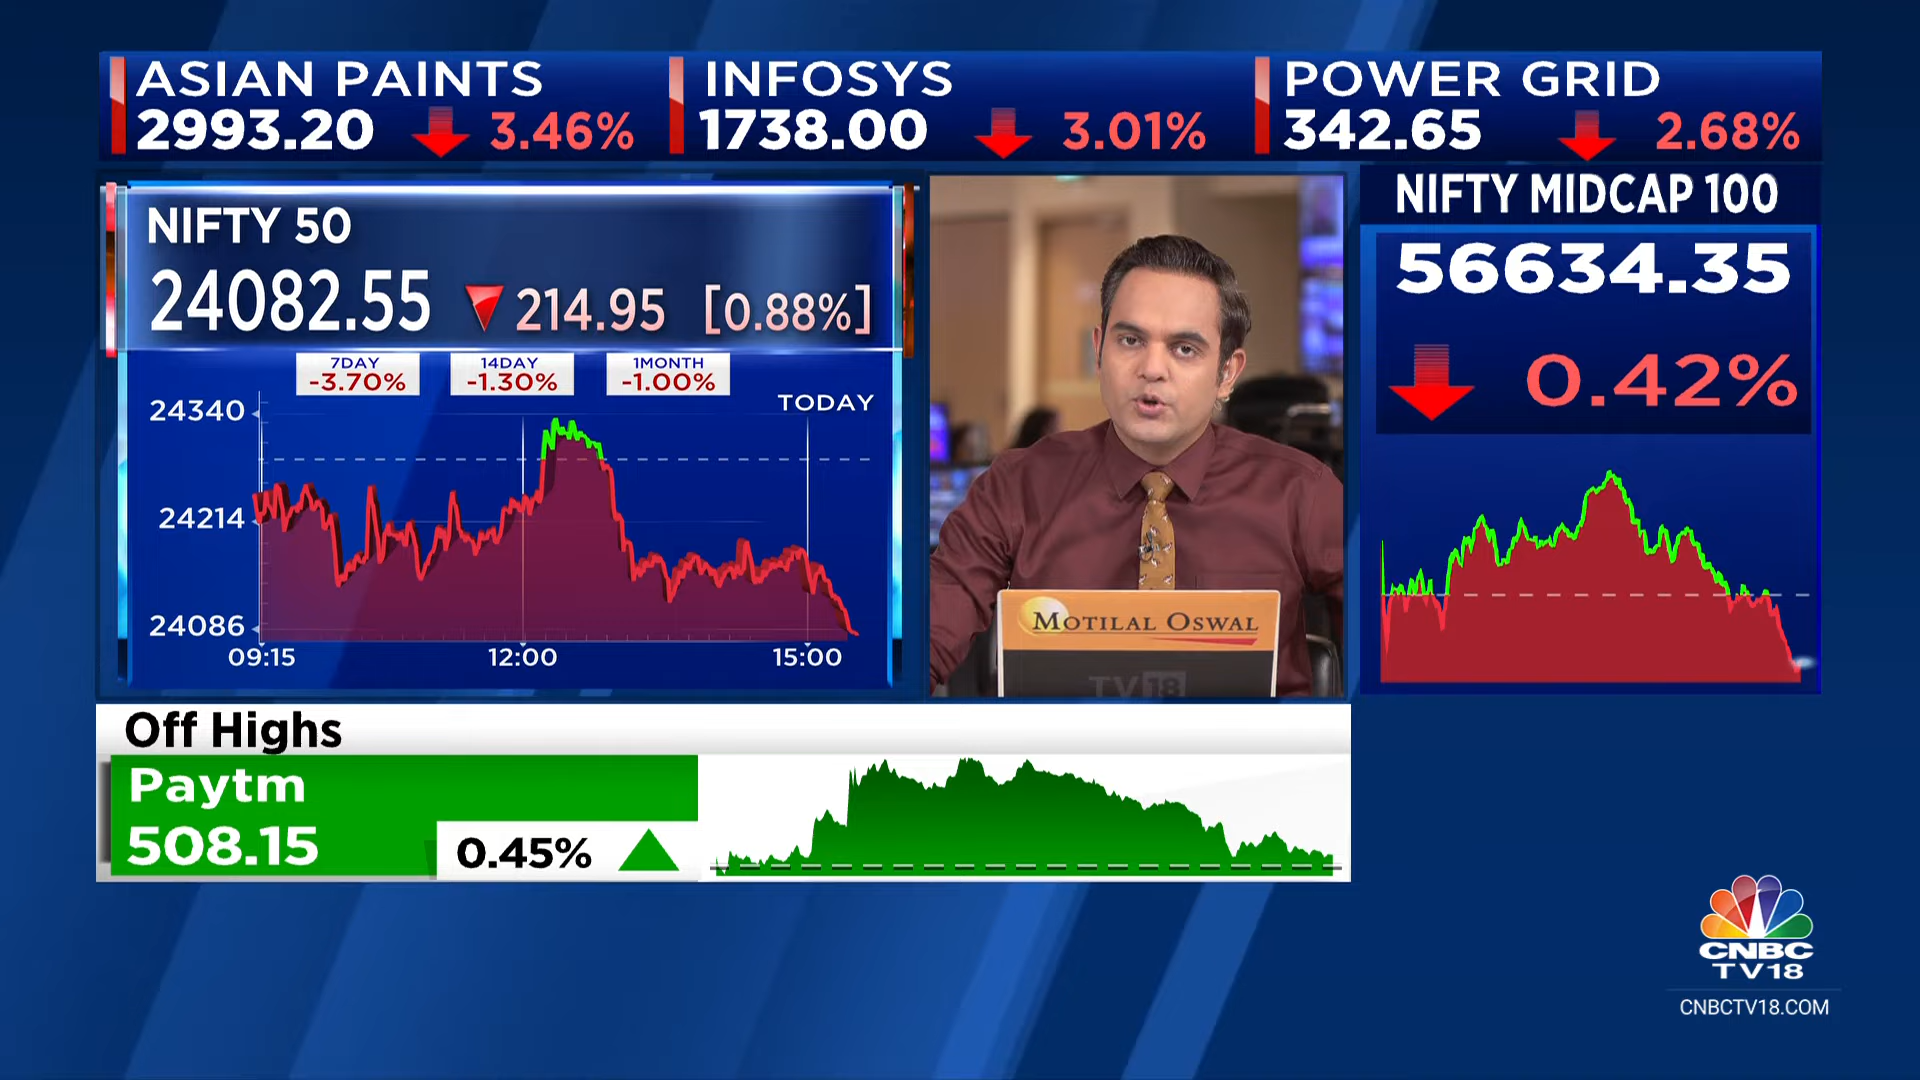 ASIAN PAINTS
2993.20 3.46%
INFOSYS
1738.00 3.01%
POWER GRID
342.65 2.68%
NIFTY 50
24082.55 214.95 [0.88%]
7DAY
-3.70%
14DAY
-1.30%
1MONTH
-1.00%
TODAY
24340
24214
24086
09:15 12:00 15:00
MOTILAL OSWAL
TV18
NIFTY MIDCAP 100
56634.35
0.42%
Off Highs
Paytm
508.15
0.45%
CNBC
TV18
CNBCTV18.COM